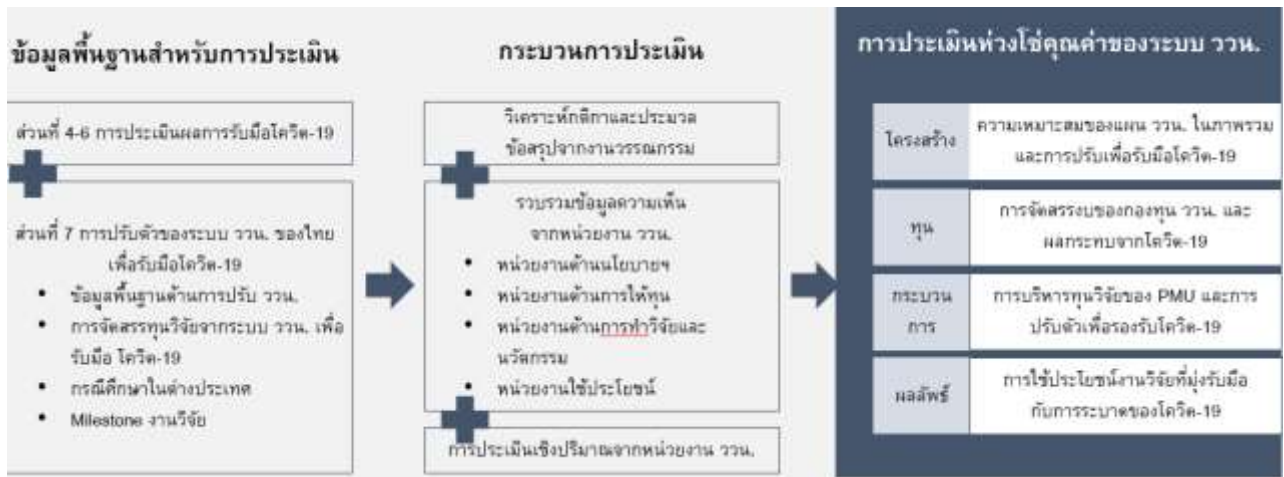 ข้อมูลพื้นฐานสำหรับการประเมิน
ส่วนที่ 4-6 การประเมินผลการรับมือโควิด-19
ส่วนที่ 7 การปรับตัวของระบบ ววน. ของไทย
เพื่อรับมือโควิด-19
• ข้อมูลพื้นฐานด้านการปรับ ววน.
• การจัดสรรทุนวิจัยจากระบบ ววน. เพื่อ
รับมือ โควิด-19
• กรณีศึกษาในต่างประเทศ
• Milestone งานวิจัย
กระบวนการประเมิน
วิเคราะห์กติกาและประมวล
ข้อสรุปจากงานวรรณกรรม
รวบรวมข้อมูลความเห็น
จากหน่วยงาน ววน.
• หน่วยงานด้านนโยบายฯ
• หน่วยงานด้านการให้ทุน
• หน่วยงานด้านการทำวิจัยและ
นวัตกรรม
• หน่วยงานใช้ประโยชน์
การประเมินเชิงปริมาณจากหน่วยงาน ววน.
การประเมินห่วงโซ่คุณค่าของระบบ ววน.
โครงสร้าง
ความเหมาะสมของแผน ววน. ในภาพรวม
และการปรับเพื่อรับมือโควิด-19
ทุน
การจัดสรรงบของกองทุน ววน. และ
ผลกระทบจากโควิด-19
กระบวน
การ
การบริหารทุนวิจัยของ PMU และการ
ปรับตัวเพื่อรองรับโควิด-19
ผลลัพธ์
การใช้ประโยชน์งานวิจัยที่มุ่งรับมือ
กับการระบาดของโควิด-19